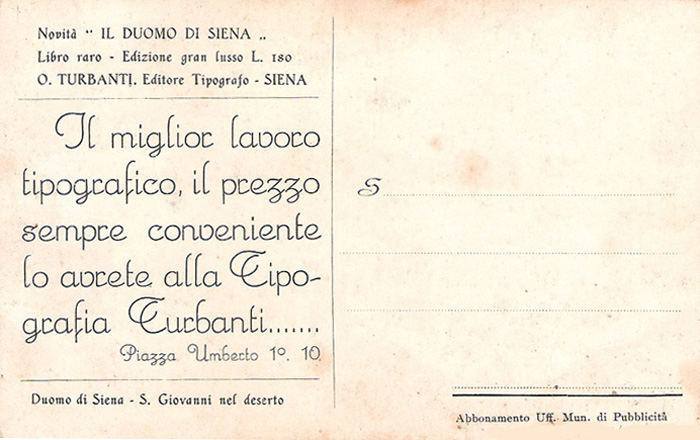 Novità " IL DUOMO DI SIENA „
Libro raro - Edizione gran lusso L. 180
O. TURBANTI. Editore Tipografo - SIENA
Il miglior lavoro
tipografico, il prezzo
sempre conveniente
lo avrete alla Tipo-
grafia Turbanti.......
Piazza Umberto 1º. 10
Duomo di Siena - S. Giovanni nel deserto
S
Abbonamento Uff. Mun. di Pubblicità